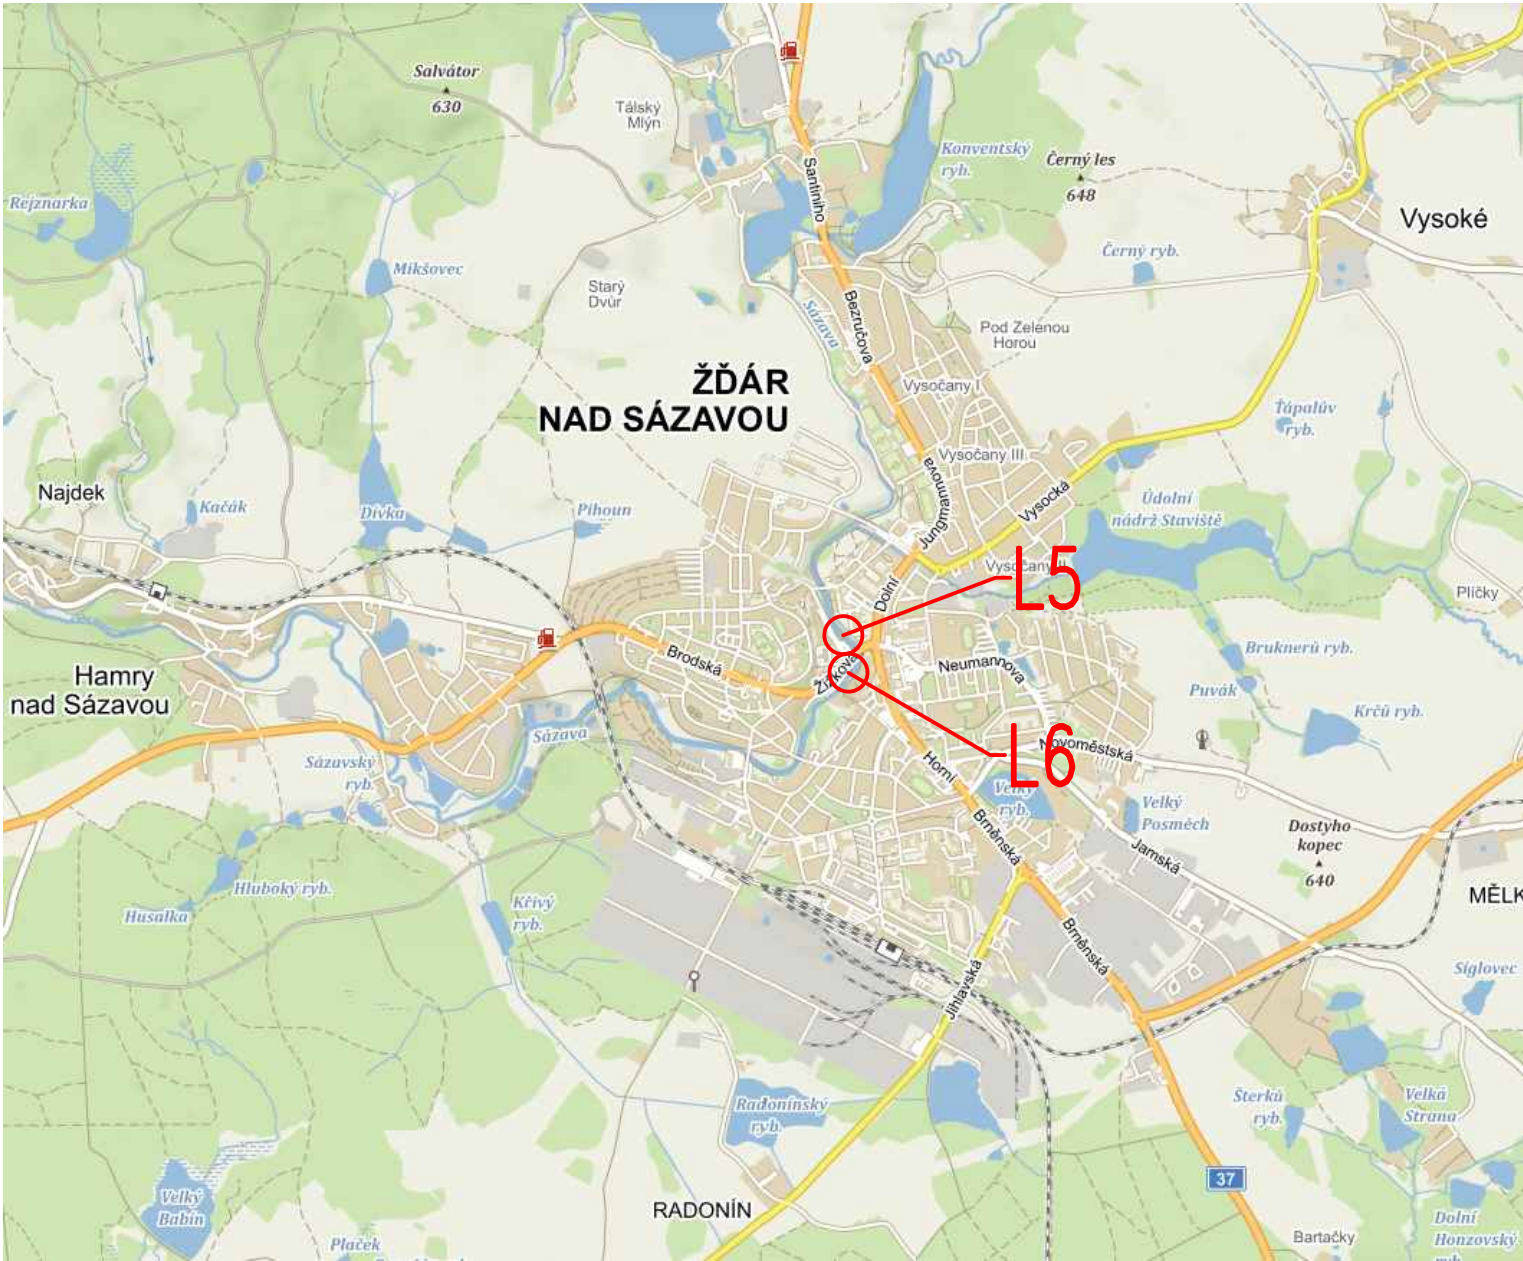 Salvátor
630
Tálský
Mlýn
Konventský
ryb.
Černý les
648
Santiniho
Rejznarka
Vysoké
Mikšovec
Černý ryb.
Starý
Dvůr
Sázava
Bezručova
Pod Zelenou
Horou
ŽĎÁR
NAD SÁZAVOU
Vysočany I
Ťápalův
ryb.
Vysočany III
Jungmannova
Vysocká
Najdek
Kačák
Dívka
Pihoun
Údolní
nádrž Staviště
Vysočany II
L5
Dolní
Plíčky
Hamry
nad Sázavou
Brodská
Žižkova
Neumannova
Bruknerů ryb.
Puvák
Krčů ryb.
Sázava
Sázavský
ryb.
Horní
L6
Novoměstská
Velký
ryb.
Velký
Posměch
Brněnská
Jamská
Dostyho
kopec
640
Hluboký ryb.
Husalka
Křivý
ryb.
MĚLK
Brněnská
Jihlavská
Síglovec
Radonínský
ryb.
Šterků
ryb.
Velká
Strana
37
Velký
Babín
RADONÍN
Plaček
Bartačky
Dolní
Honzovský
ryb.